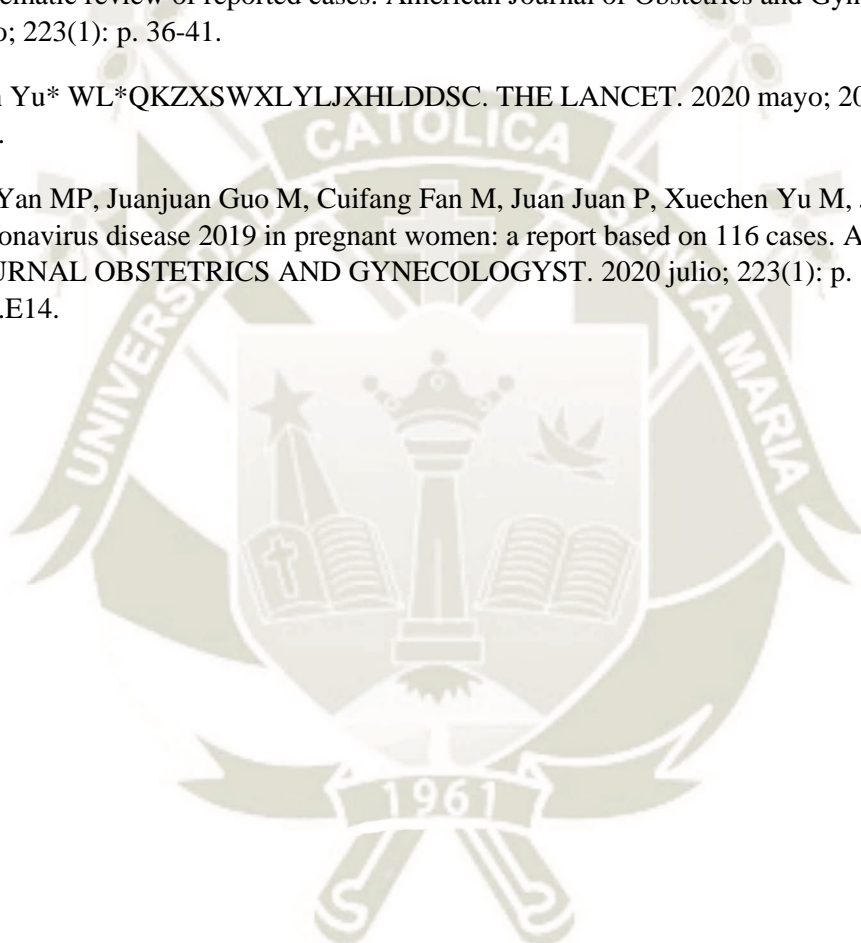 ematic review of reported cases. American Journal of Obstetrics and Gyn
o; 223(1): p. 36-41.
Yu* WL*QKZXSWXLYLJXHLDDSC. THE LANCET. 2020 mayo; 20
Yan MP, Juanjuan Guo M, Cuifang Fan M, Juan Juan P, Xuechen Yu M,
onavirus disease 2019 in pregnant women: a report based on 116 cases. A
URNAL OBSTETRICS AND GYNECOLOGYST. 2020 julio; 223(1): p.
.E14.
UNIVERSIDAD CATOLICA SANTA MARIA
1961